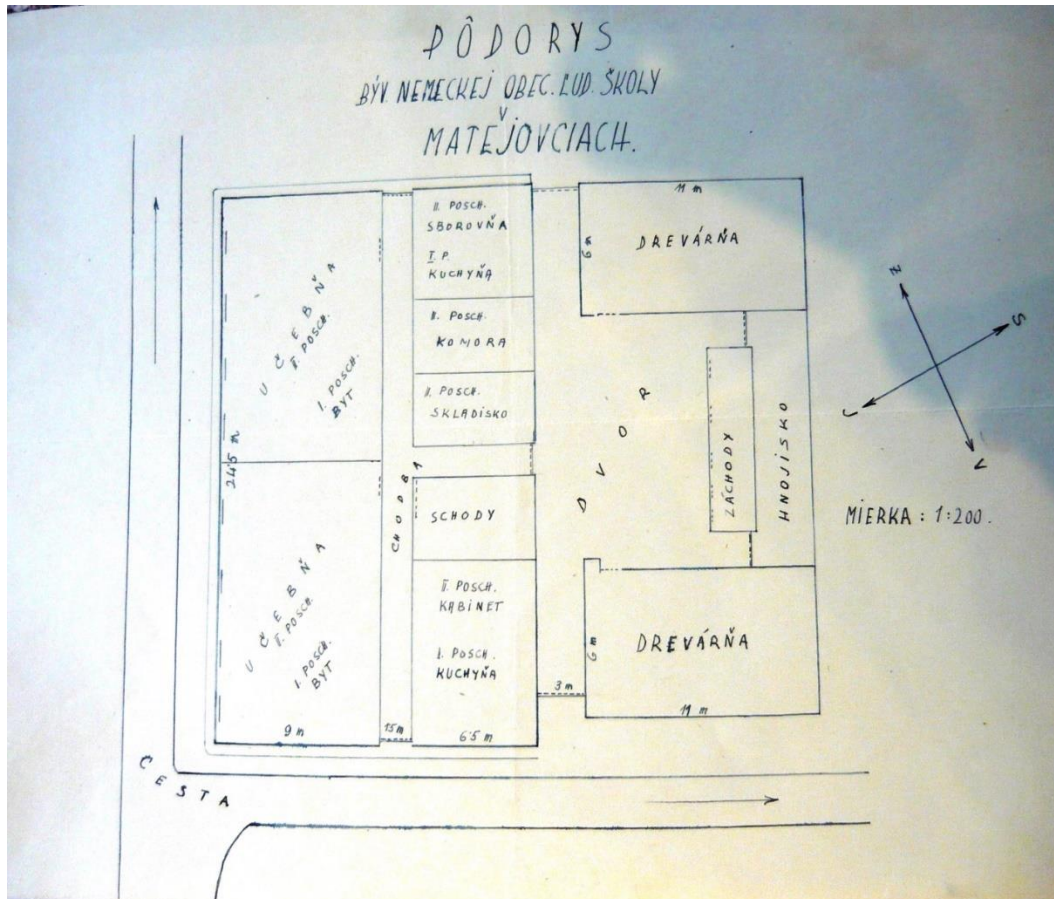 PÔDORYS
BÝV. NEMECKEJ OBEC. ĽUD. ŠKOLY
V
MATEJOVCIACH.
11 m
II. POSCH.
SBOROVŇA
I. P.
KUCHYŇA
6 m
DREVÁRŇA
UČEBŇA
II. POSCH.
I. POSCH.
BYT
II. POSCH.
KOMORA
II. POSCH.
SKLADISKO
Z
S
J
V
DVOR
ZÁCHODY
HNOJISKO
24'5 m
CHODBA
SCHODY
MIERKA : 1:200.
UČEBŇA
II. POSCH.
I. POSCH.
BYT
II. POSCH.
KABINET
I. POSCH.
KUCHYŇA
6 m
DREVÁRŇA
3 m
11 m
9 m
1'5 m
6'5 m
CESTA